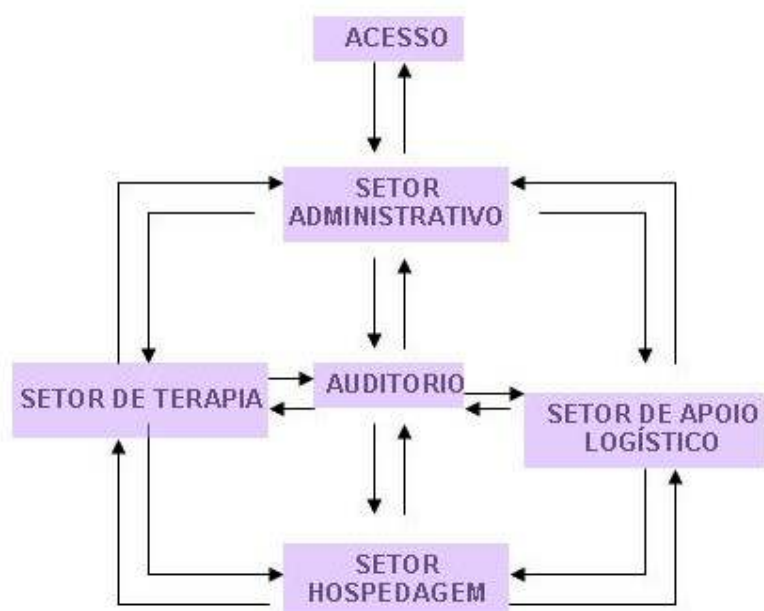 ACESSO
SETOR
ADMINISTRATIVO
SETOR DE TERAPIA
AUDITORIO
SETOR DE APOIO
LOGÍSTICO
SETOR
HOSPEDAGEM